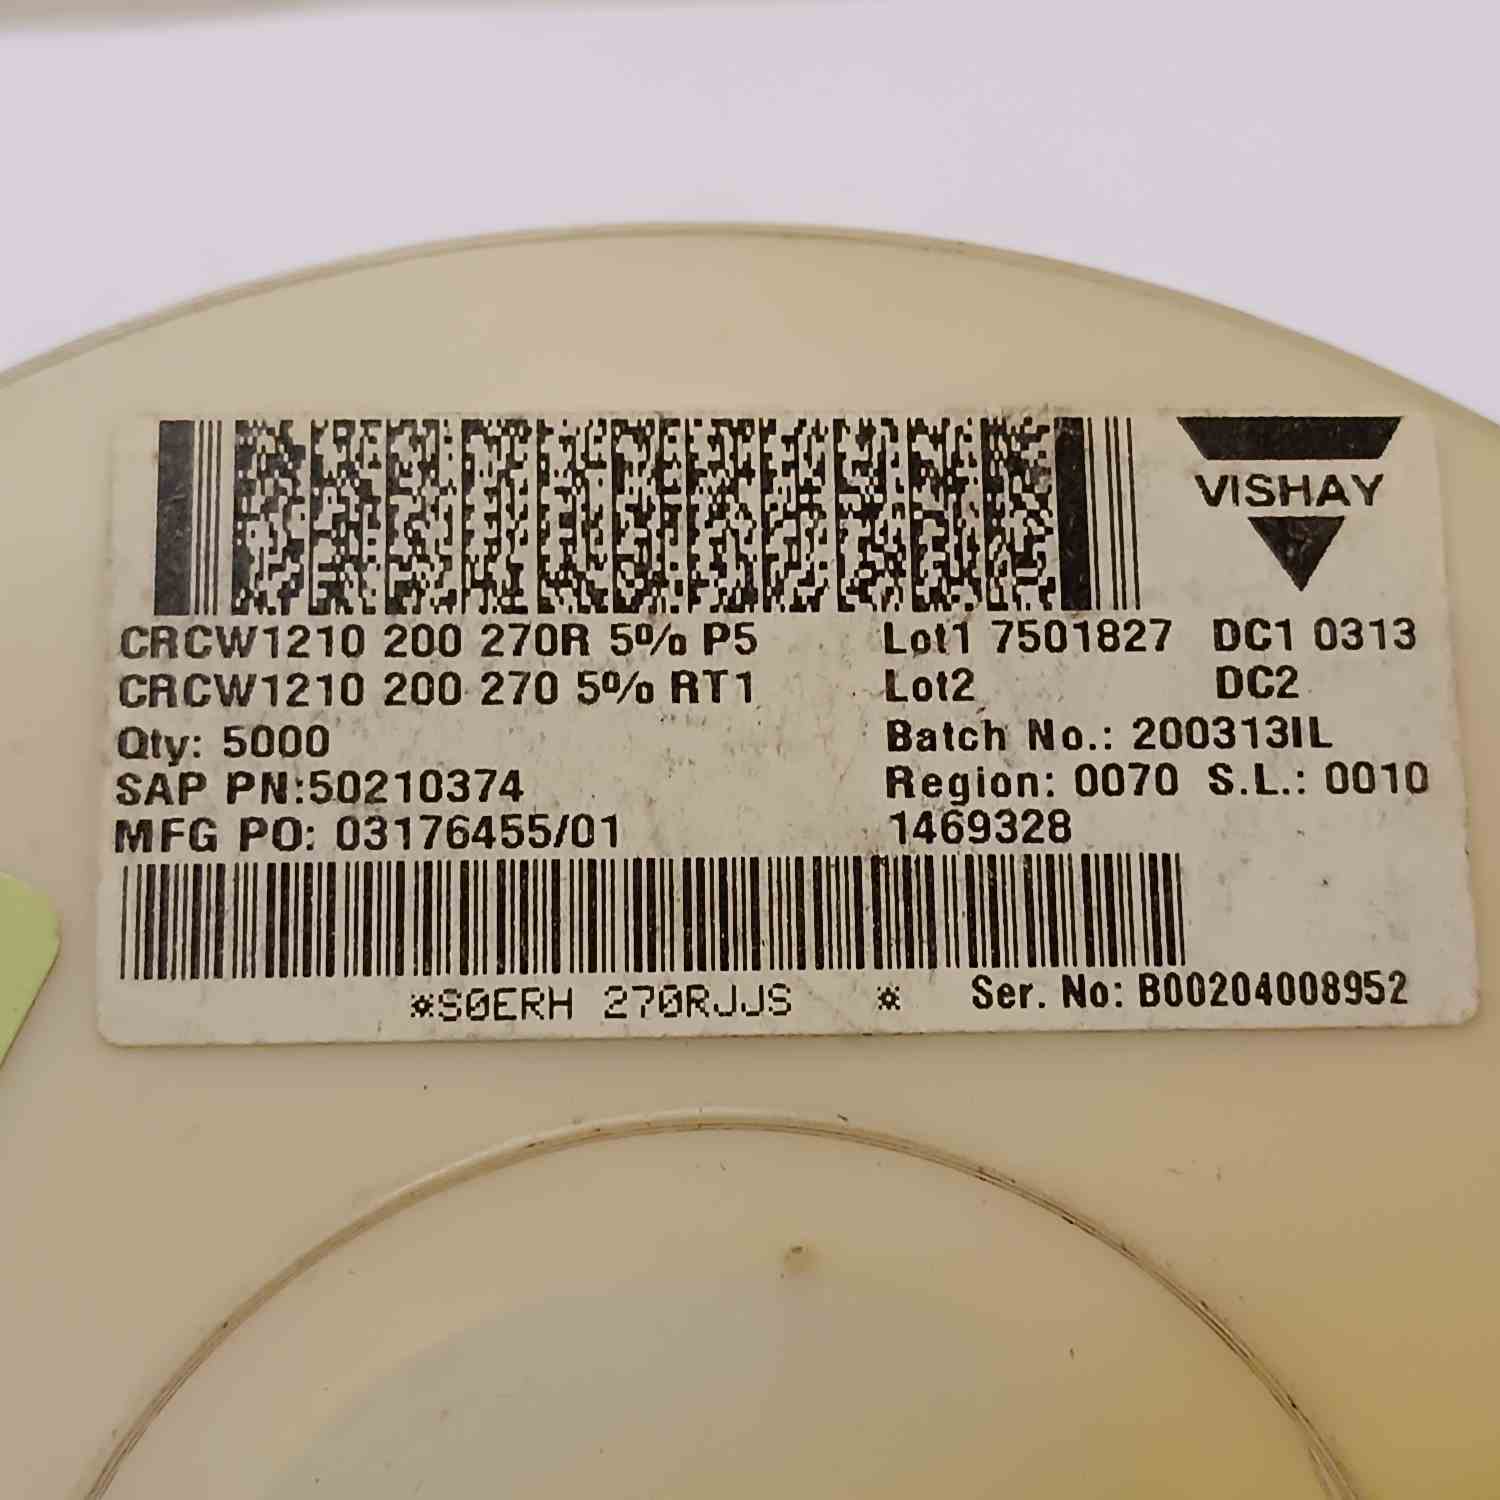 VISHAY
CRCW1210 200 270R 5% P5 Lot1 7501827 DC1 0313
CRCW1210 200 270 5% RT1 Lot2 DC2
Qty: 5000 Batch No.: 200313IL
SAP PN:50210374 Region: 0070 S.L.: 0010
MFG PO: 03176455/01 1469328
*S0ERH 270RJJS * Ser. No: B00204008952